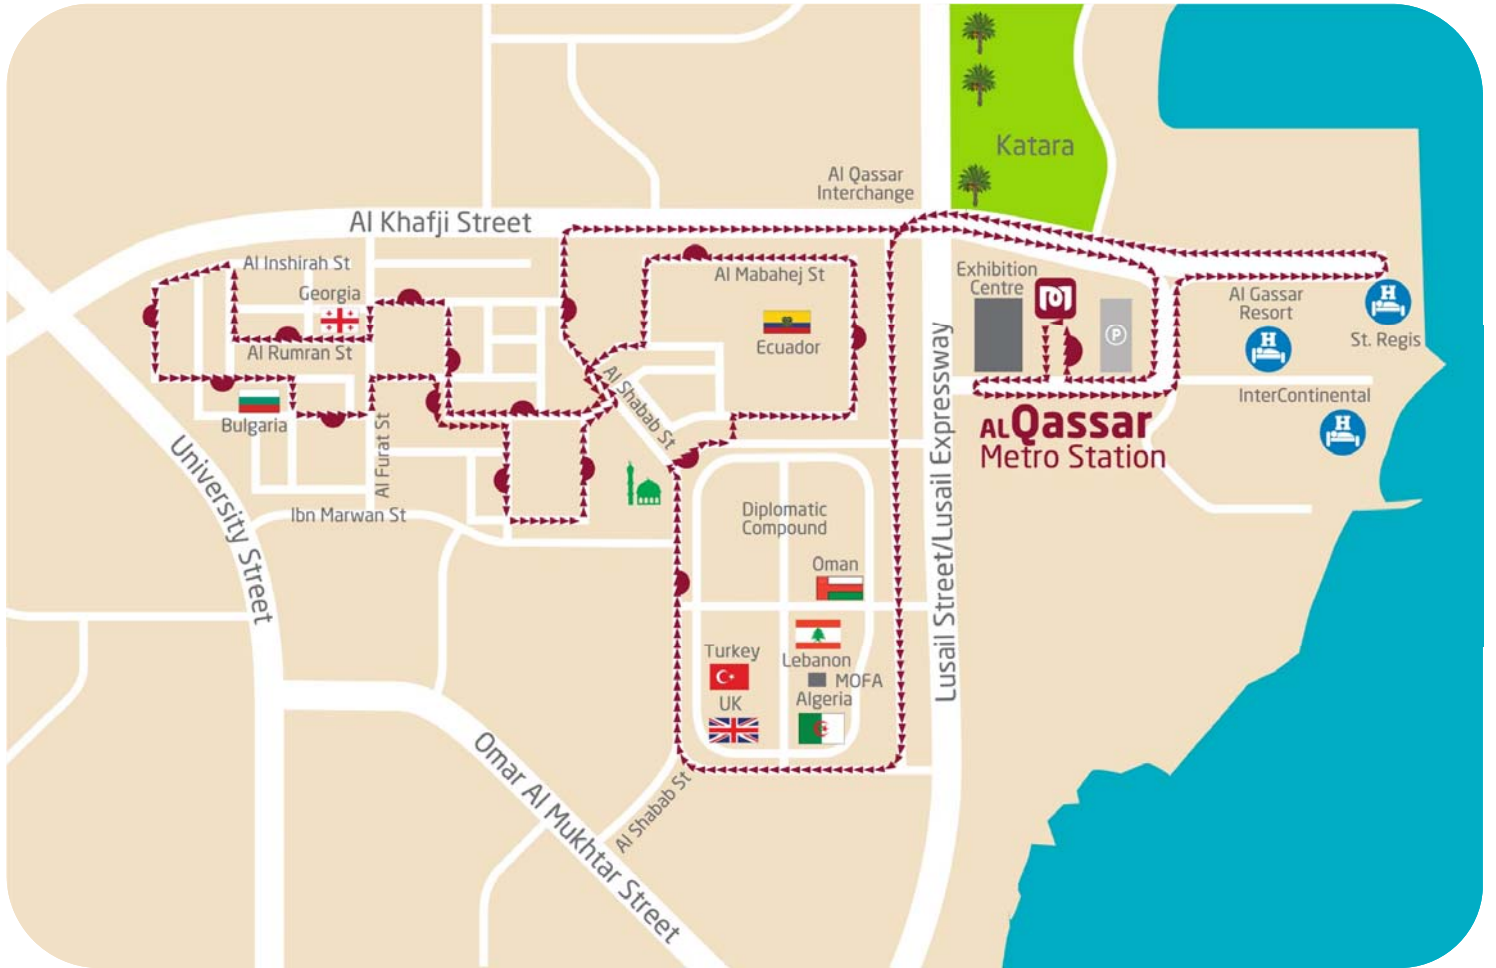 Katara
Al Qassar
Interchange
Al Khafji Street
Al Inshirah St
Georgia
Al Rumran St
Bulgaria
Al Furat St
Ibn Marwan St
University Street
Al Mabahej St
Ecuador
Al Shabab St
Exhibition
Centre
P
Al Gassar
Resort
H
H
St. Regis
InterContinental
H
AL Qassar
Metro Station
Lusail Street/Lusail Expressway
Diplomatic
Compound
Oman
Lebanon
MOFA
Algeria
Turkey
UK
Al Shabab St
Omar Al Mukhtar Street